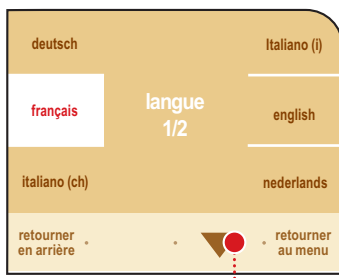 deutsch
Italiano (i)
français
langue
1/2
english
italiano (ch)
nederlands
retourner
en arrière
retourner
au menu